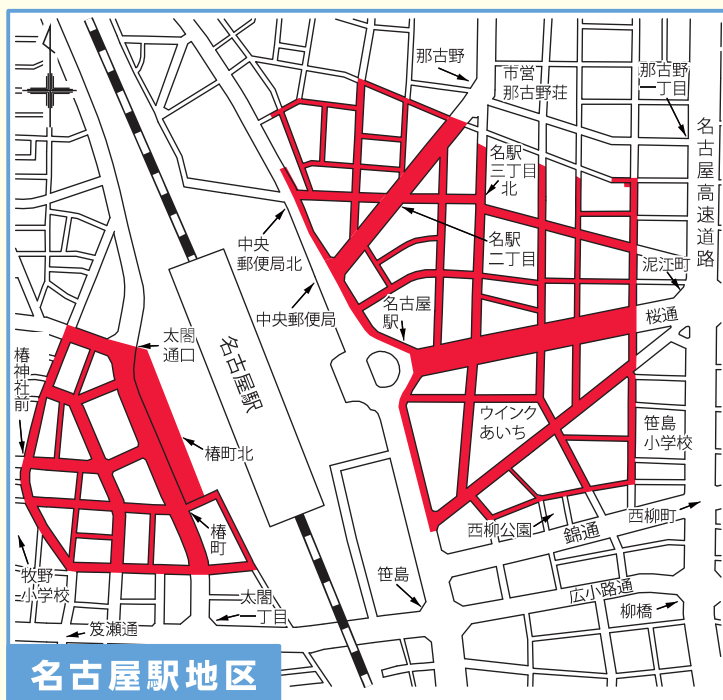 那古野
市営
那古野荘
那古野
一丁目
名古屋高速道路
名駅
三丁目
北
中央
郵便局北
名駅
二丁目
泥江町
中央郵便局
名古屋
駅
桜通
太閤
通口
名古屋駅
椿神社前
ウインク
あいち
笹島
小学校
椿町北
西柳公園
西柳町
錦通
椿
町
牧野
小学校
笹島
広小路通
太閤
一丁目
柳橋
笈瀬通
名古屋駅地区